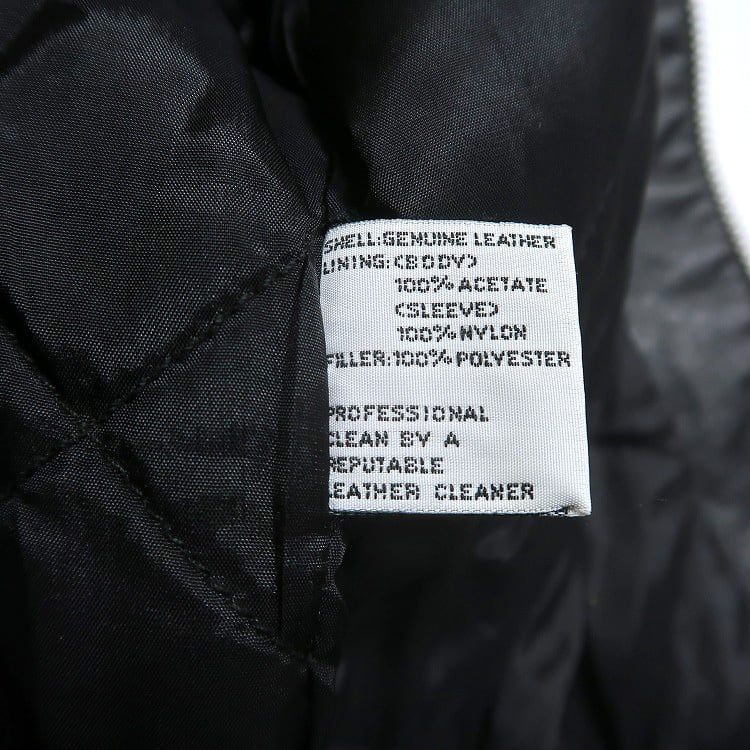 SHELL:GENUINE LEATHER
LINING:(BODY)
100% ACETATE
(SLEEVE)
100% NYLON
FILLER:100% POLYESTER
PROFESSIONAL
CLEAN BY A
REPUTABLE
LEATHER CLEANER